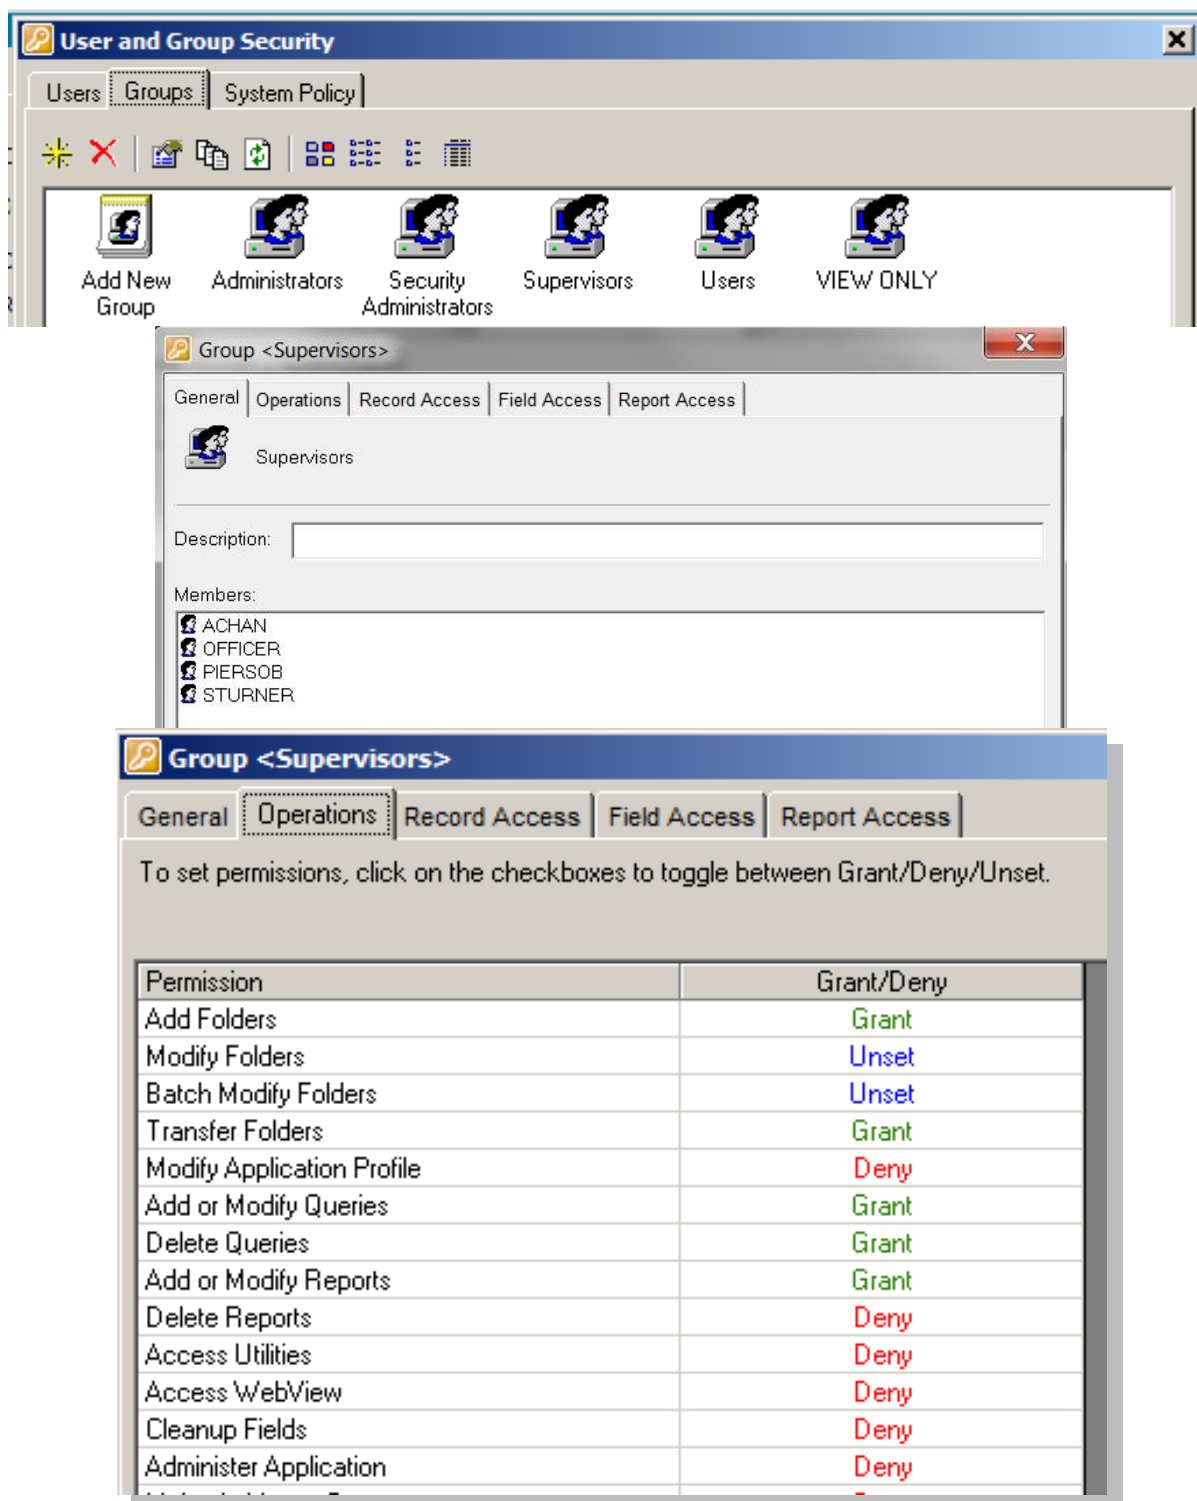 User and Group Security
Users Groups System Policy
Add New Group
Administrators
Security Administrators
Supervisors
Users
VIEW ONLY
Group <Supervisors>
General Operations Record Access Field Access Report Access
Supervisors
Description:
Members:
ACHAN
OFFICER
PIERSOB
STURNER
Group <Supervisors>
General Operations Record Access Field Access Report Access
To set permissions, click on the checkboxes to toggle between Grant/Deny/Unset.
Permission Grant/Deny
Add Folders Grant
Modify Folders Unset
Batch Modify Folders Unset
Transfer Folders Grant
Modify Application Profile Deny
Add or Modify Queries Grant
Delete Queries Grant
Add or Modify Reports Grant
Delete Reports Deny
Access Utilities Deny
Access WebView Deny
Cleanup Fields Deny
Administer Application Deny